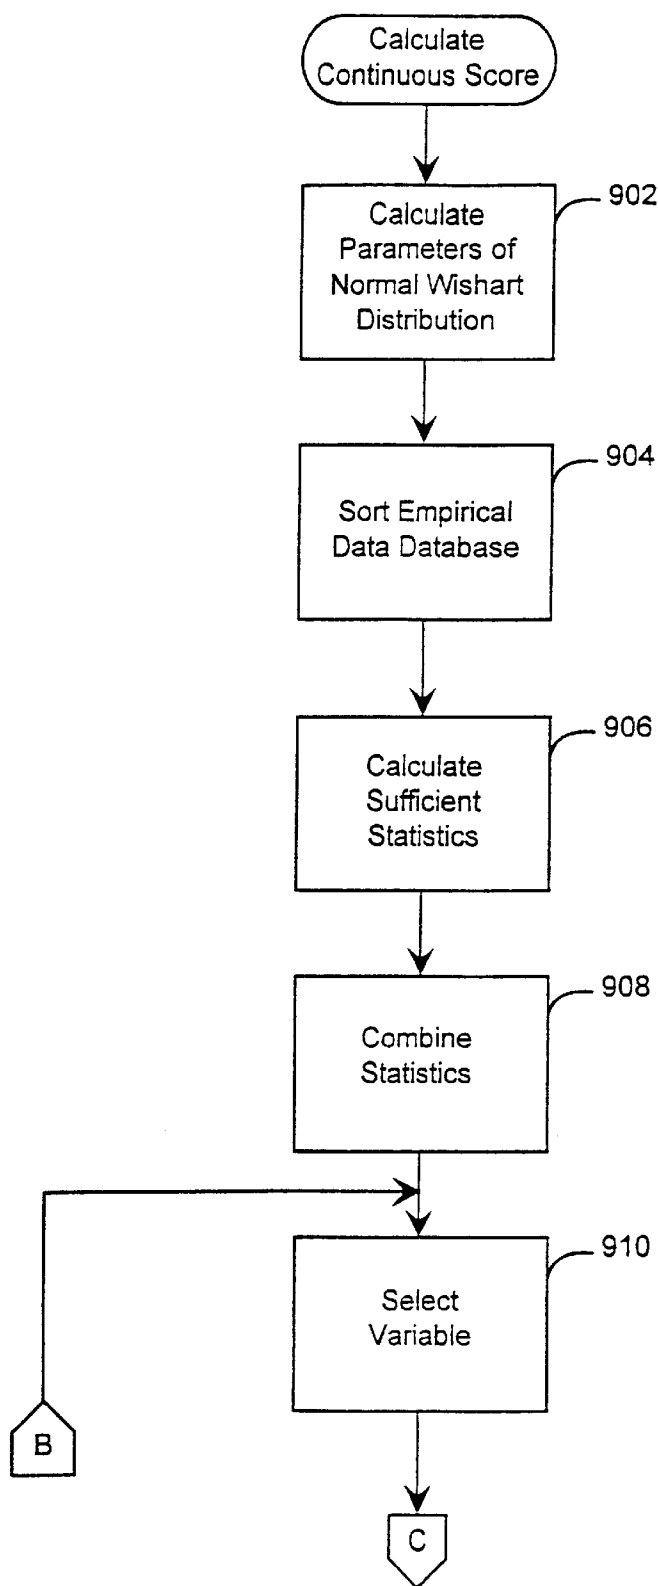 Calculate
Continuous Score
902
Calculate
Parameters of
Normal Wishart
Distribution
904
Sort Empirical
Data Database
906
Calculate
Sufficient
Statistics
908
Combine
Statistics
910
Select
Variable
B
C